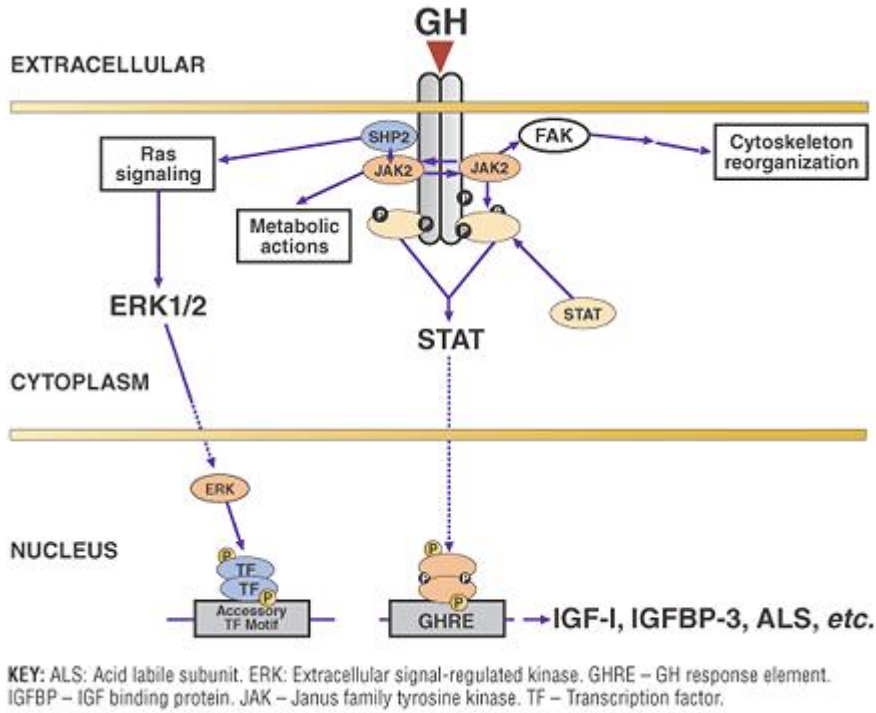 GH
EXTRACELLULAR
SHP2
FAK
Ras
signaling
Cytoskeleton
reorganization
JAK2
JAK2
P
Metabolic
actions
P
P
P
P
ERK1/2
STAT
STAT
CYTOPLASM
ERK
NUCLEUS
P
TF
TF
P
Accessory
TF Motif
P
P
P
P
GHRE
IGF-I, IGFBP-3, ALS, etc.
KEY: ALS: Acid labile subunit. ERK: Extracellular signal-regulated kinase. GHRE – GH response element.
IGFBP – IGF binding protein. JAK – Janus family tyrosine kinase. TF – Transcription factor.